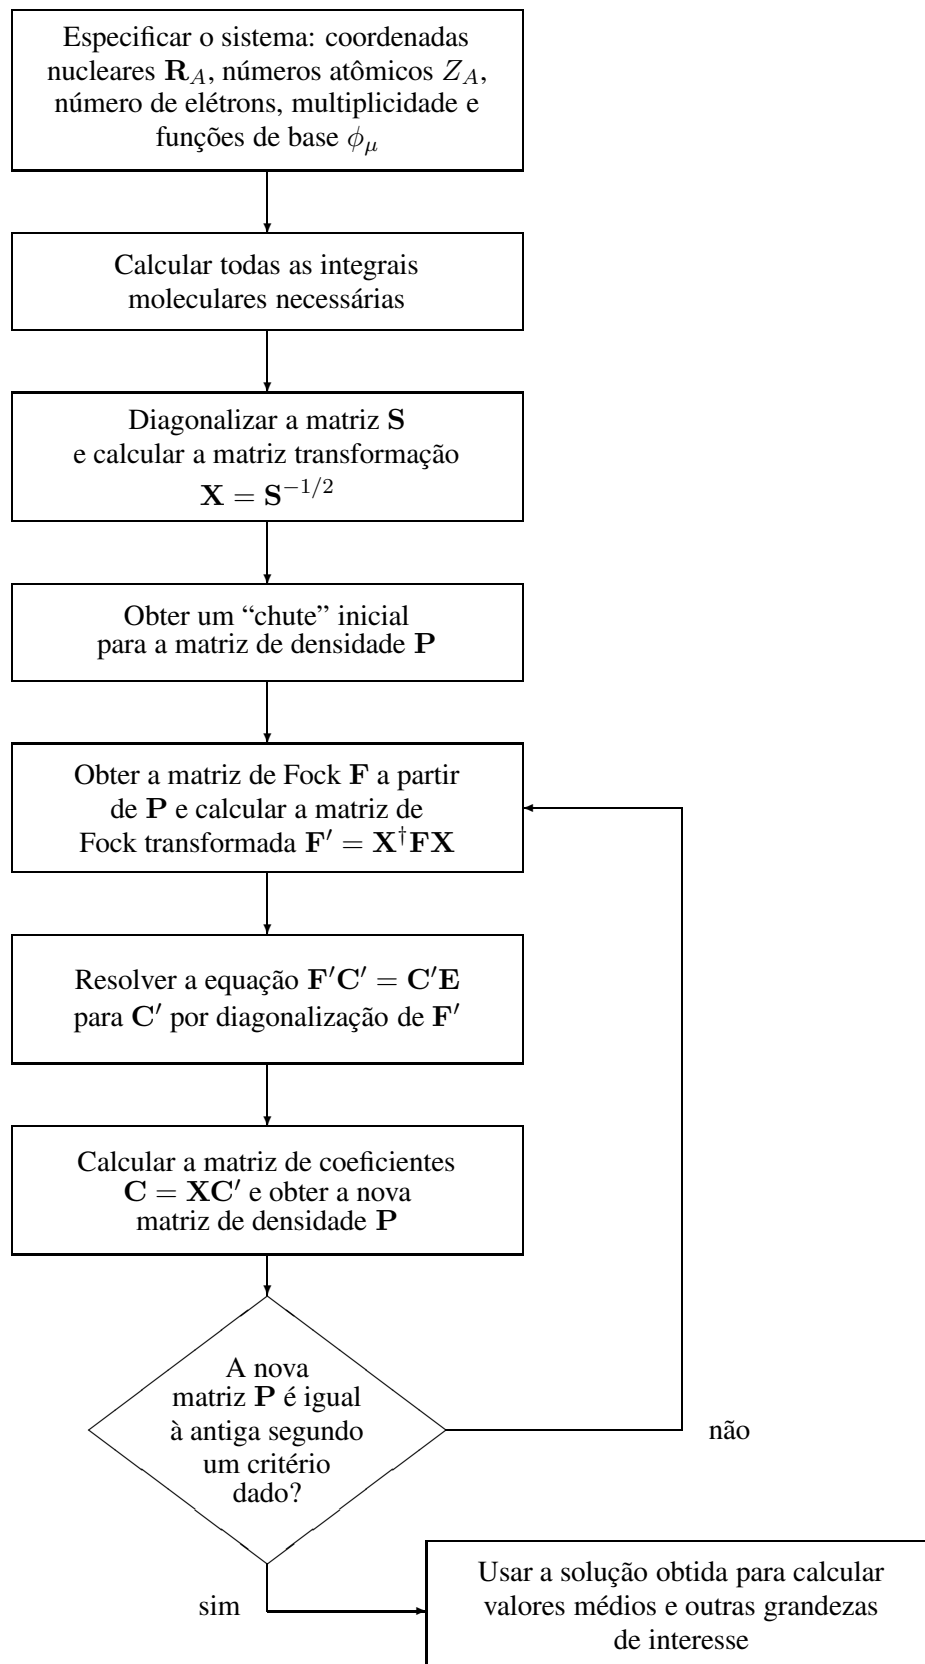 Especificar o sistema: coordenadas
nucleares R_A, números atômicos Z_A,
número de elétrons, multiplicidade e
funções de base ϕ_μ
Calcular todas as integrais
moleculares necessárias
Diagonalizar a matriz S
e calcular a matriz transformação
X = S^{−1/2}
Obter um “chute” inicial
para a matriz de densidade P
Obter a matriz de Fock F a partir
de P e calcular a matriz de
Fock transformada F′ = X†FX
Resolver a equação F′C′ = C′E
para C′ por diagonalização de F′
Calcular a matriz de coeficientes
C = XC′ e obter a nova
matriz de densidade P
A nova
matriz P é igual
à antiga segundo
um critério
dado?
não
sim
Usar a solução obtida para calcular
valores médios e outras grandezas
de interesse